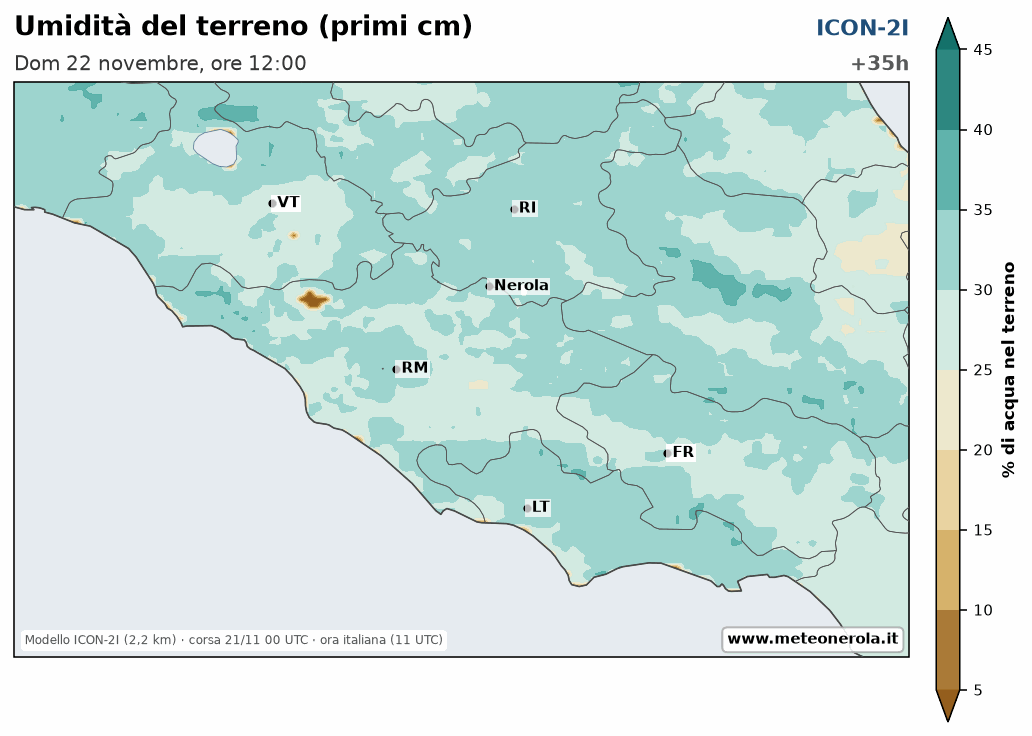 Umidità del terreno (primi cm)
ICON-2I
Dom 22 novembre, ore 12:00
+35h
45
40
35
30
25
20
15
10
5
% di acqua nel terreno
VT
RI
Nerola
RM
FR
LT
Modello ICON-2I (2,2 km) · corsa 21/11 00 UTC · ora italiana (11 UTC)
www.meteonerola.it